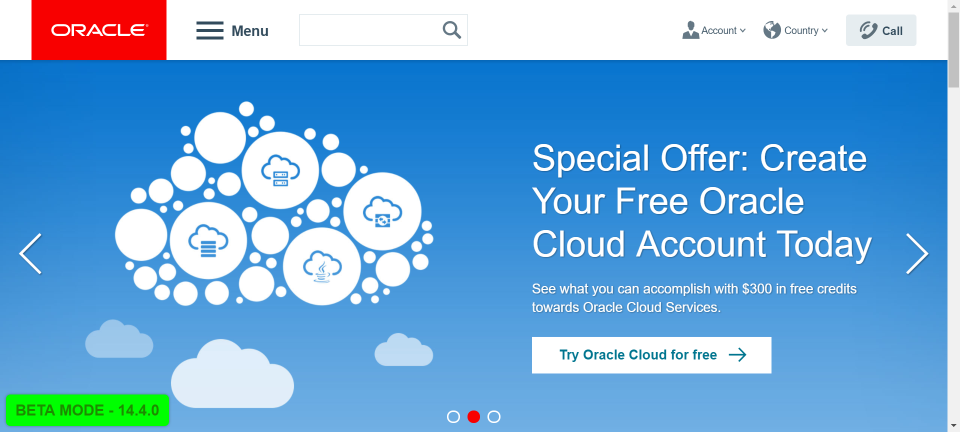 ORACLE
Menu
Account
Country
Call
Special Offer: Create
Your Free Oracle
Cloud Account Today
See what you can accomplish with $300 in free credits
towards Oracle Cloud Services.
Try Oracle Cloud for free
BETA MODE - 14.4.0